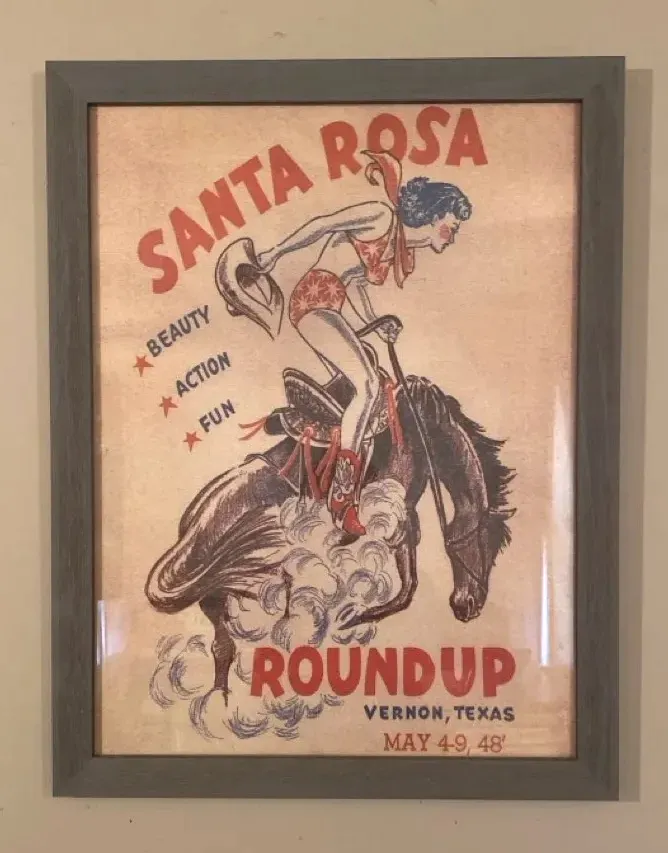 SANTA ROSA
BEAUTY
ACTION
FUN
ROUNDUP
VERNON, TEXAS
MAY 4-9, 48'